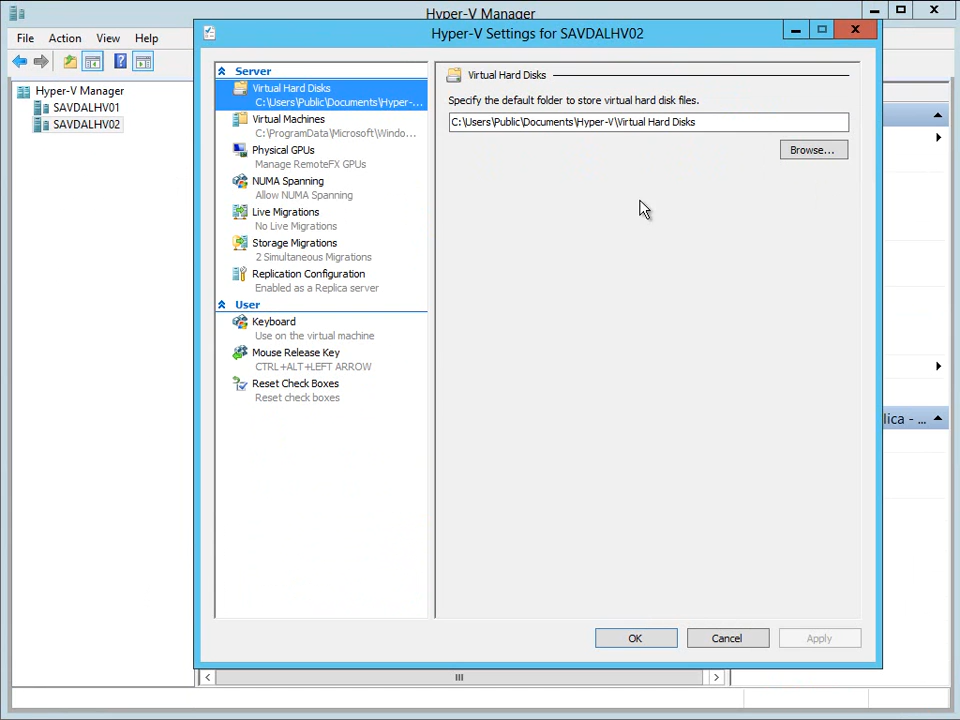 Hyper-V Manager
Hyper-V Settings for SAVDALHV02
File Action View Help
Hyper-V Manager
SAVDALHV01
SAVDALHV02
Server
Virtual Hard Disks
C:\Users\Public\Documents\Hyper-...
Virtual Machines
C:\ProgramData\Microsoft\Windo...
Physical GPUs
Manage RemoteFX GPUs
NUMA Spanning
Allow NUMA Spanning
Live Migrations
No Live Migrations
Storage Migrations
2 Simultaneous Migrations
Replication Configuration
Enabled as a Replica server
User
Keyboard
Use on the virtual machine
Mouse Release Key
CTRL+ALT+LEFT ARROW
Reset Check Boxes
Reset check boxes
Virtual Hard Disks
Specify the default folder to store virtual hard disk files.
C:\Users\Public\Documents\Hyper-V\Virtual Hard Disks
Browse...
lica - ...
OK Cancel Apply